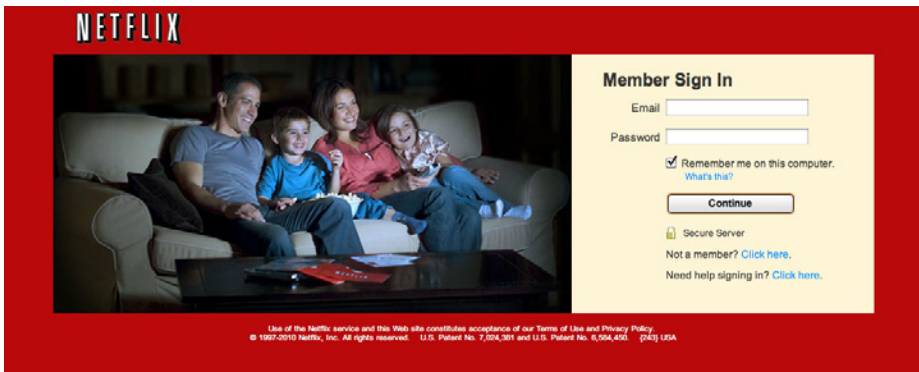 NETFLIX
Member Sign In
Email
Password
Remember me on this computer.
What's this?
Continue
Secure Server
Not a member? Click here.
Need help signing in? Click here.
Use of the Netflix service and this Web site constitutes acceptance of our Terms of Use and Privacy Policy.
© 1997-2010 Netflix, Inc. All rights reserved. U.S. Patent No. 7,024,381 and U.S. Patent No. 6,584,450. {243} USA